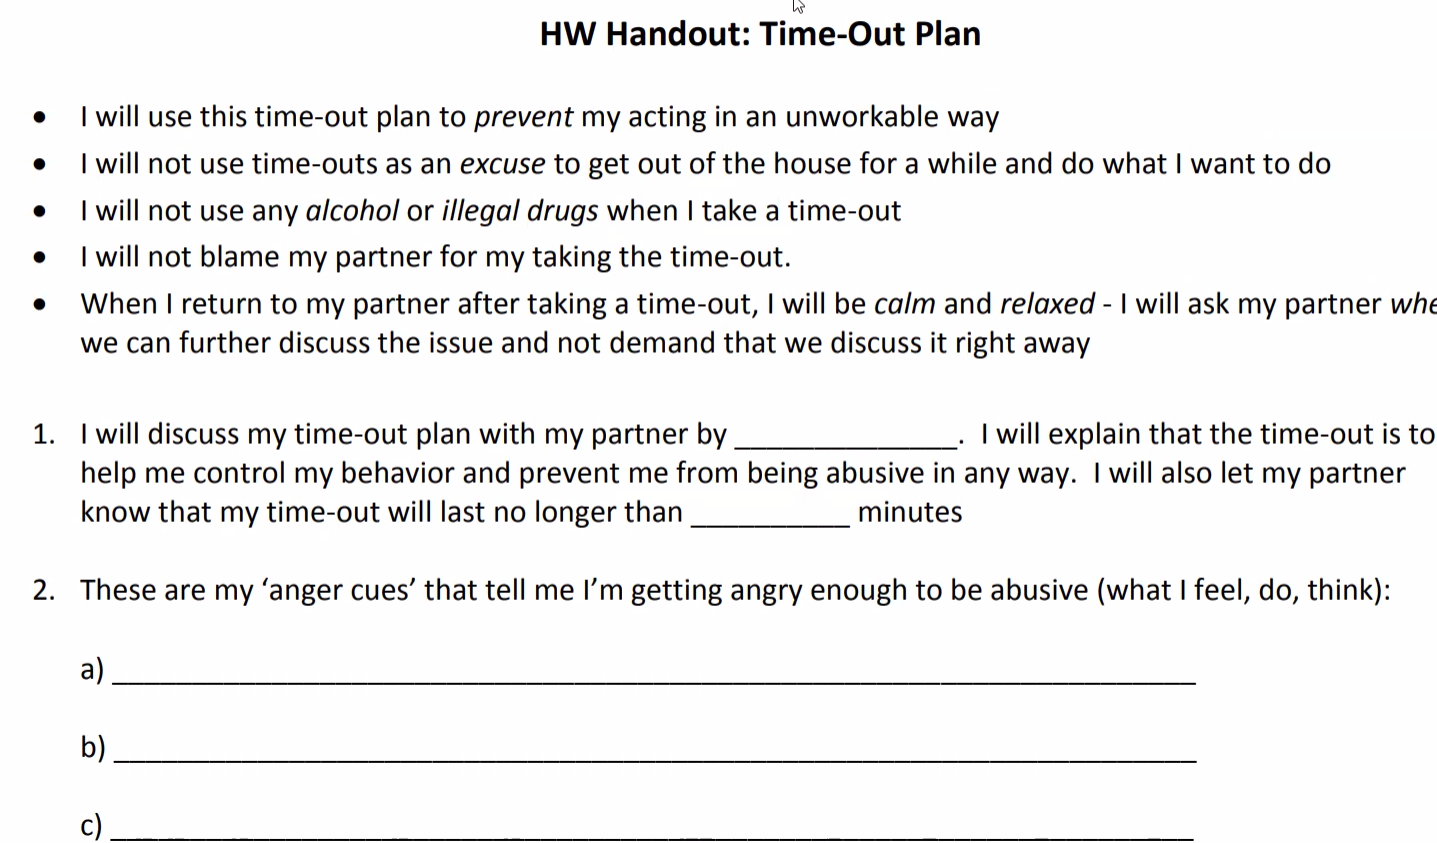 HW Handout: Time-Out Plan
• I will use this time-out plan to prevent my acting in an unworkable way
• I will not use time-outs as an excuse to get out of the house for a while and do what I want to do
• I will not use any alcohol or illegal drugs when I take a time-out
• I will not blame my partner for my taking the time-out.
• When I return to my partner after taking a time-out, I will be calm and relaxed - I will ask my partner
we can further discuss the issue and not demand that we discuss it right away
1. I will discuss my time-out plan with my partner by ______________. I will explain that the time-out is to
help me control my behavior and prevent me from being abusive in any way. I will also let my partner
know that my time-out will last no longer than __________ minutes
2. These are my ‘anger cues’ that tell me I’m getting angry enough to be abusive (what I feel, do, think):
a) ____________________________________________________________________
b) ____________________________________________________________________
c) ____________________________________________________________________